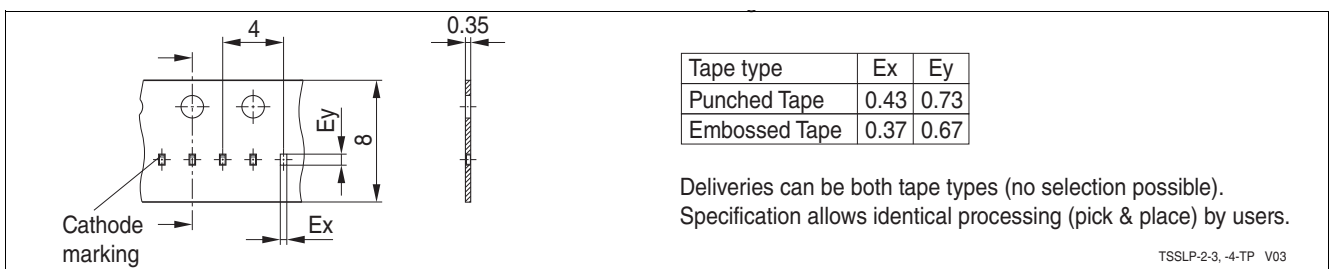 4
0.35
Ey
8
Ex
Cathode
marking
Tape type Ex Ey
Punched Tape 0.43 0.73
Embossed Tape 0.37 0.67
Deliveries can be both tape types (no selection possible).
Specification allows identical processing (pick & place) by users.
TSSLP-2-3, -4-TP V03